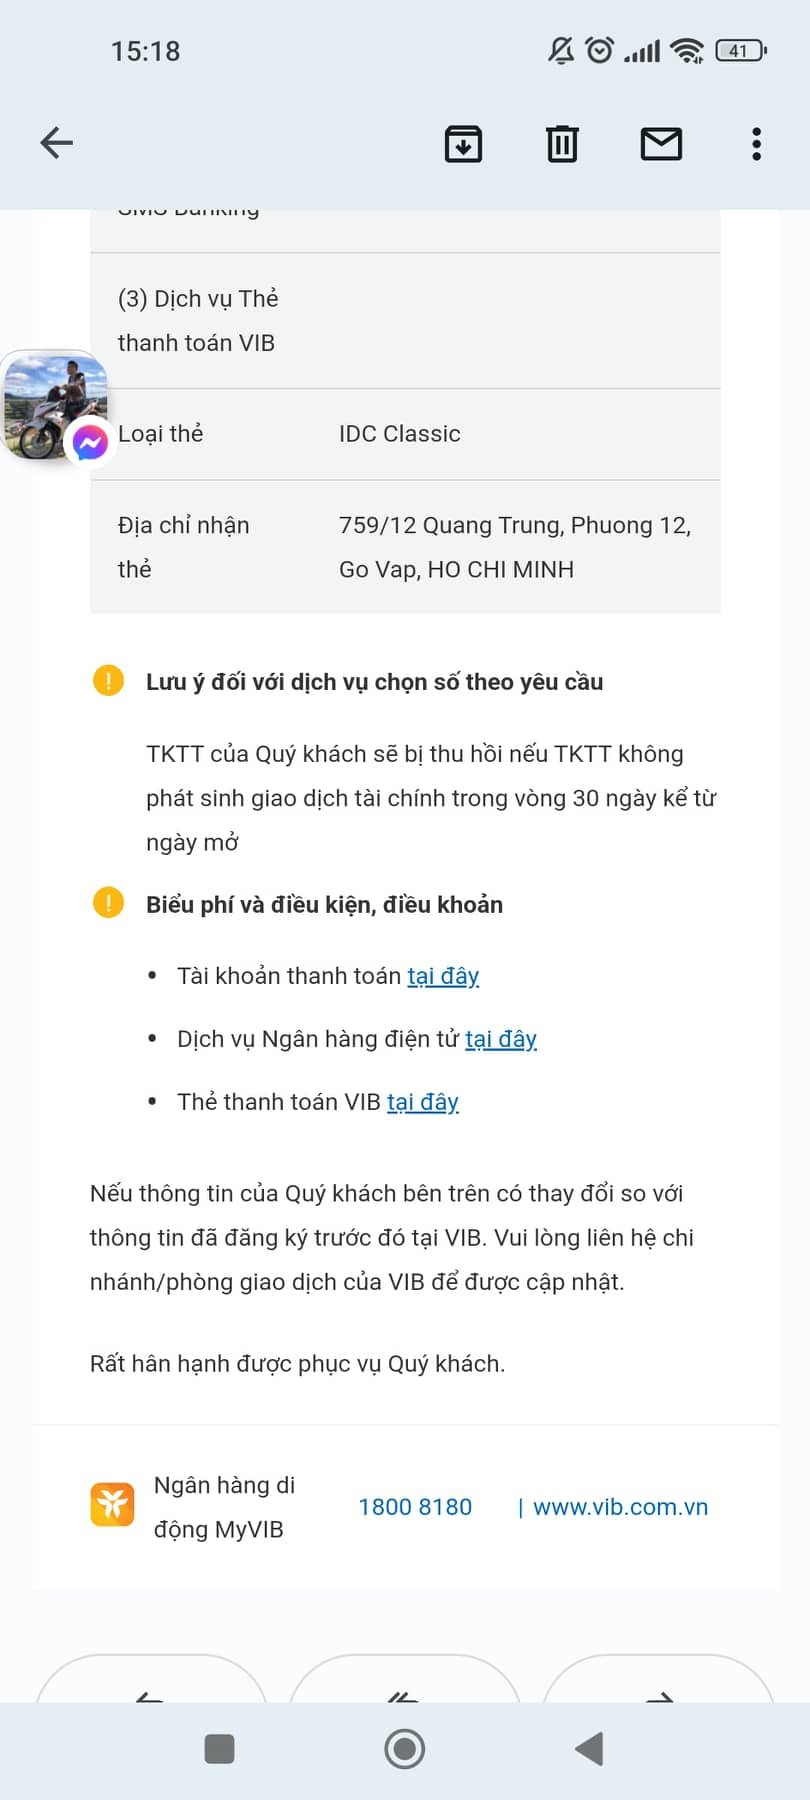 15:18
41
SMS Banking
(3) Dịch vụ Thẻ
thanh toán VIB
Loại thẻ
IDC Classic
Địa chỉ nhận
thẻ
759/12 Quang Trung, Phuong 12,
Go Vap, HO CHI MINH
Lưu ý đối với dịch vụ chọn số theo yêu cầu
TKTT của Quý khách sẽ bị thu hồi nếu TKTT không
phát sinh giao dịch tài chính trong vòng 30 ngày kể từ
ngày mở
Biểu phí và điều kiện, điều khoản
• Tài khoản thanh toán tại đây
• Dịch vụ Ngân hàng điện tử tại đây
• Thẻ thanh toán VIB tại đây
Nếu thông tin của Quý khách bên trên có thay đổi so với
thông tin đã đăng ký trước đó tại VIB. Vui lòng liên hệ chi
nhánh/phòng giao dịch của VIB để được cập nhật.
Rất hân hạnh được phục vụ Quý khách.
Ngân hàng di
động MyVIB
1800 8180
| www.vib.com.vn